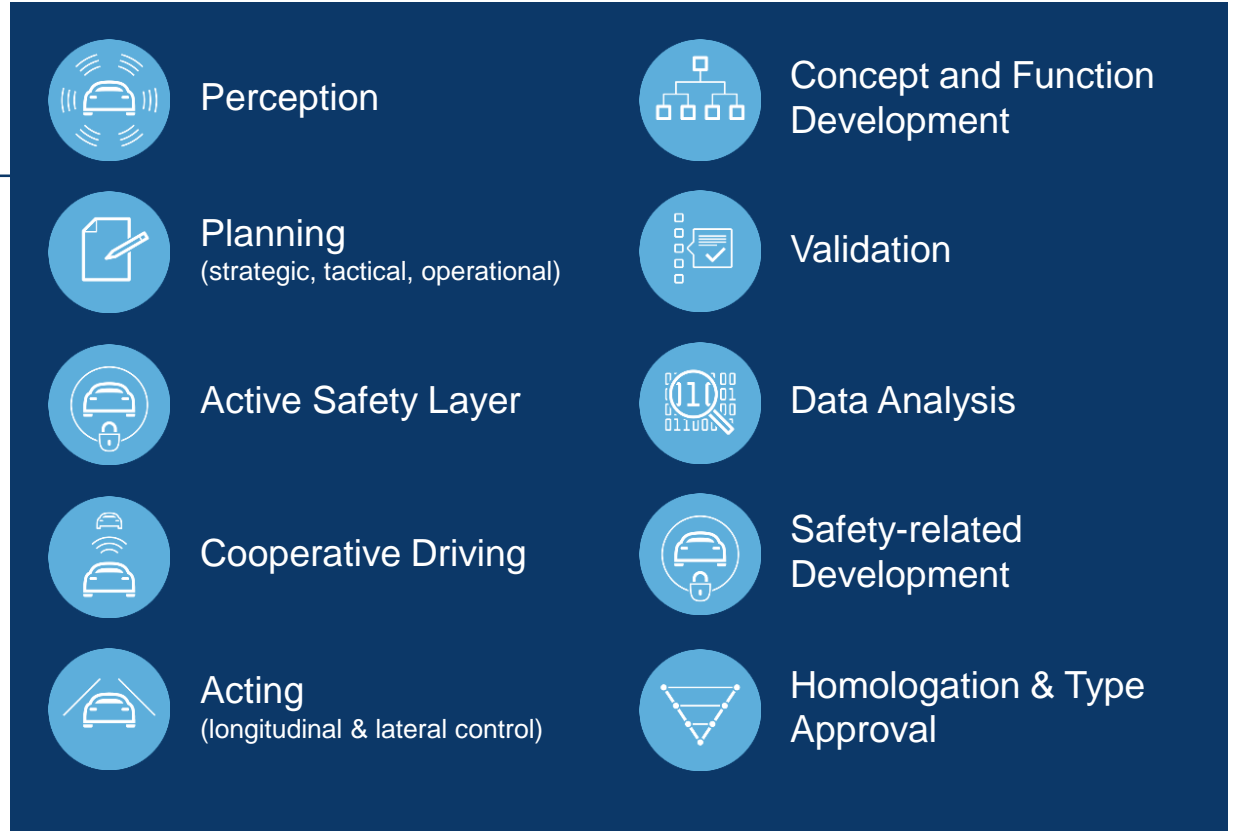 Perception
Planning
(strategic, tactical, operational)
Active Safety Layer
Cooperative Driving
Acting
(longitudinal & lateral control)
Concept and Function
Development
Validation
Data Analysis
Safety-related
Development
Homologation & Type
Approval